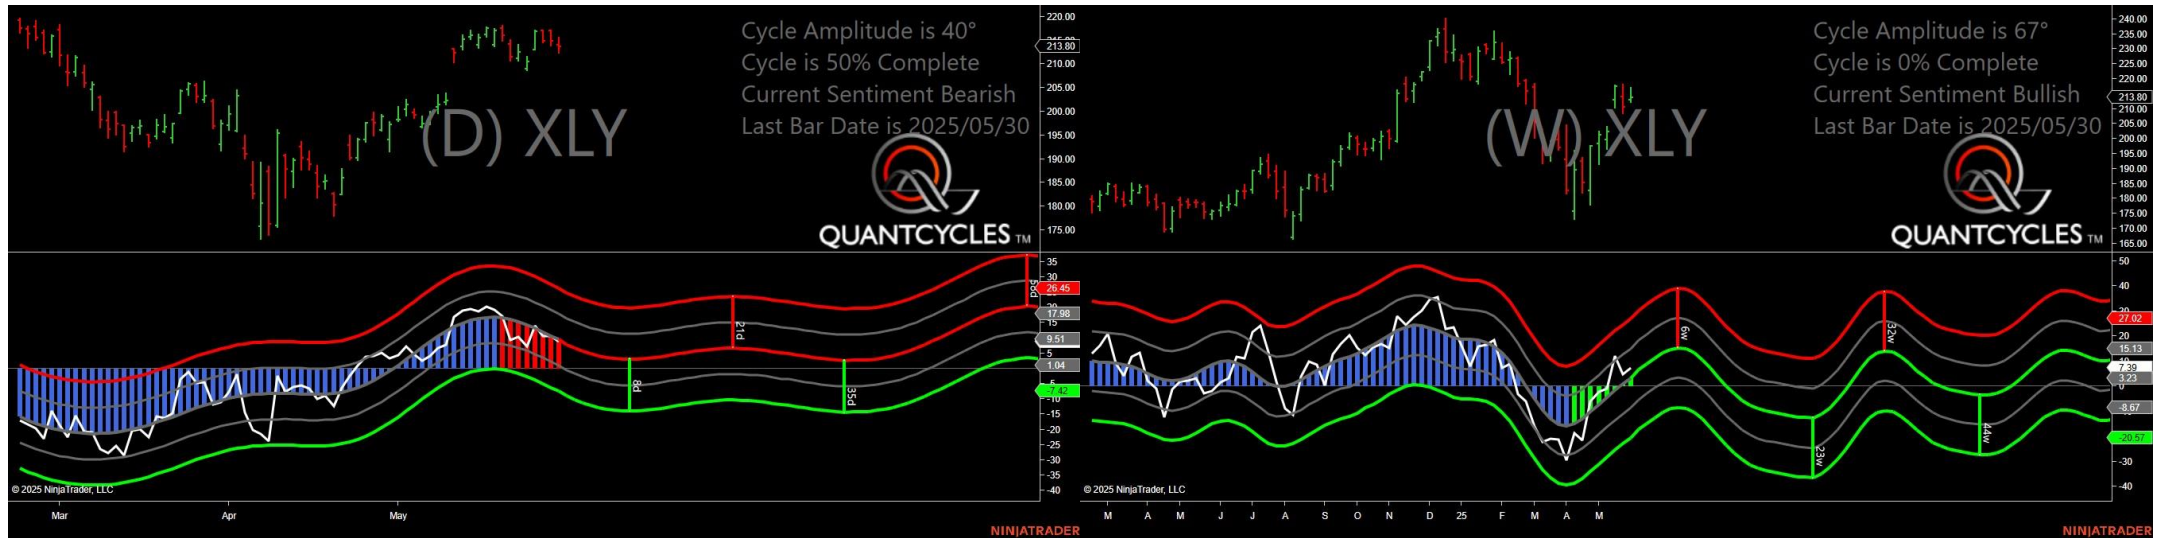 Cycle Amplitude is 40°
Cycle is 50% Complete
Current Sentiment Bearish
Last Bar Date is 2025/05/30
(D) XLY
QUANTCYCLES TM
220.00
213.80
210.00
205.00
200.00
195.00
190.00
185.00
180.00
175.00
35
30
26.45
17.98
15
9.51
5
1.04
-7.42
-10
-15
-20
-25
-30
-35
-40
8d
21d
35d
© 2025 NinjaTrader, LLC
Mar Apr May
NINJATRADER
Cycle Amplitude is 67°
Cycle is 0% Complete
Current Sentiment Bullish
Last Bar Date is 2025/05/30
(W) XLY
QUANTCYCLES TM
240.00
235.00
230.00
225.00
220.00
213.80
210.00
205.00
200.00
195.00
190.00
185.00
180.00
175.00
170.00
165.00
50
40
27.02
20
15.13
7.39
3.23
-8.67
-20.57
-30
-40
6w
23w
32w
44w
© 2025 NinjaTrader, LLC
M A M J J A S O N D 25 F M A M
NINJATRADER